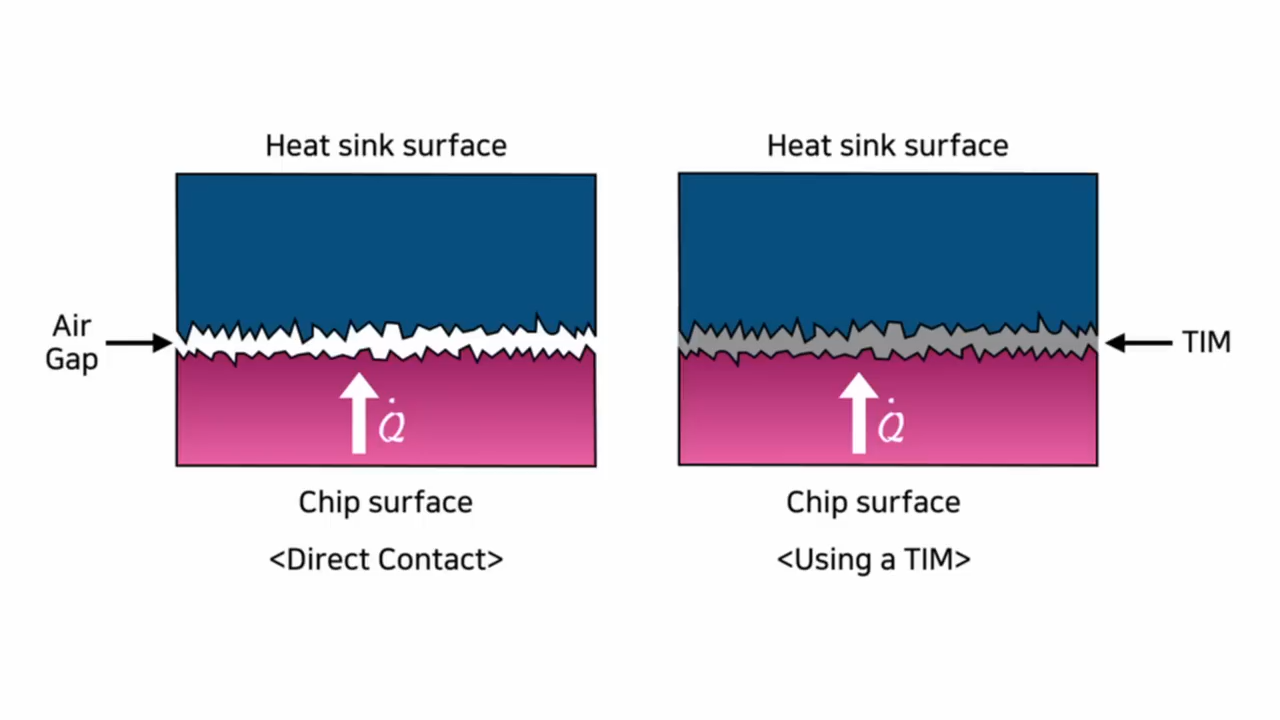 Heat sink surface
Heat sink surface
Air
Gap
TIM
Q̇
Q̇
Chip surface
Chip surface
<Direct Contact>
<Using a TIM>